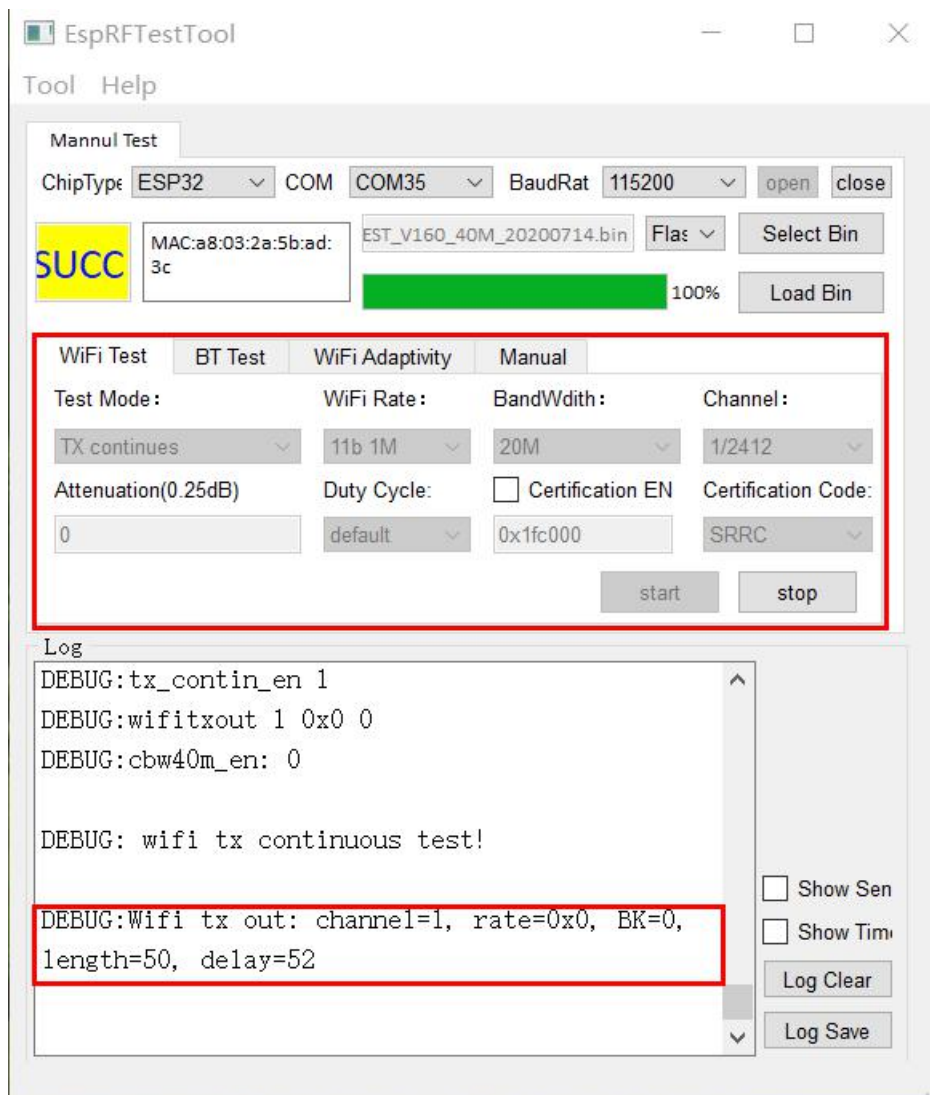 EspRFTestTool
Tool Help
Mannul Test
ChipType ESP32 COM COM35 BaudRat 115200 open close
SUCC MAC:a8:03:2a:5b:ad:3c EST_V160_40M_20200714.bin Flas Select Bin
100% Load Bin
WiFi Test BT Test WiFi Adaptivity Manual
Test Mode: WiFi Rate: BandWdith: Channel:
TX continues 11b 1M 20M 1/2412
Attenuation(0.25dB) Duty Cycle: Certification EN Certification Code:
0 default 0x1fc000 SRRC
start stop
Log
DEBUG:tx_contin_en 1
DEBUG:wifitxout 1 0x0 0
DEBUG:cbw40m_en: 0
DEBUG: wifi tx continuous test!
DEBUG:Wifi tx out: channel=1, rate=0x0, BK=0,
length=50, delay=52
Show Sen
Show Time
Log Clear
Log Save